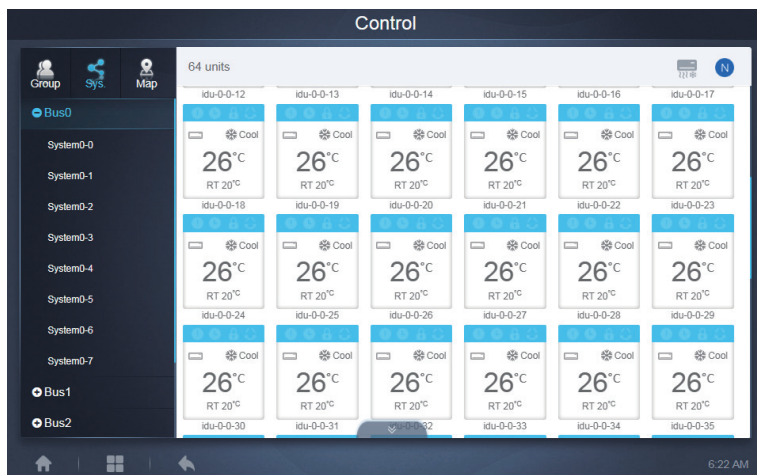 Control
Group
Sys.
Map
64 units
N
idu-0-0-12 idu-0-0-13 idu-0-0-14 idu-0-0-15 idu-0-0-16 idu-0-0-17
Bus0
Cool Cool Cool Cool Cool Cool
26°C 26°C 26°C 26°C 26°C 26°C
RT 20°C RT 20°C RT 20°C RT 20°C RT 20°C RT 20°C
idu-0-0-18 idu-0-0-19 idu-0-0-20 idu-0-0-21 idu-0-0-22 idu-0-0-23
System0-0
System0-1
System0-2
System0-3
Cool Cool Cool Cool Cool Cool
26°C 26°C 26°C 26°C 26°C 26°C
RT 20°C RT 20°C RT 20°C RT 20°C RT 20°C RT 20°C
idu-0-0-24 idu-0-0-25 idu-0-0-26 idu-0-0-27 idu-0-0-28 idu-0-0-29
System0-4
System0-5
System0-6
System0-7
Cool Cool Cool Cool Cool Cool
26°C 26°C 26°C 26°C 26°C 26°C
RT 20°C RT 20°C RT 20°C RT 20°C RT 20°C RT 20°C
idu-0-0-30 idu-0-0-31 idu-0-0-32 idu-0-0-33 idu-0-0-34 idu-0-0-35
Bus1
Bus2
6:22 AM